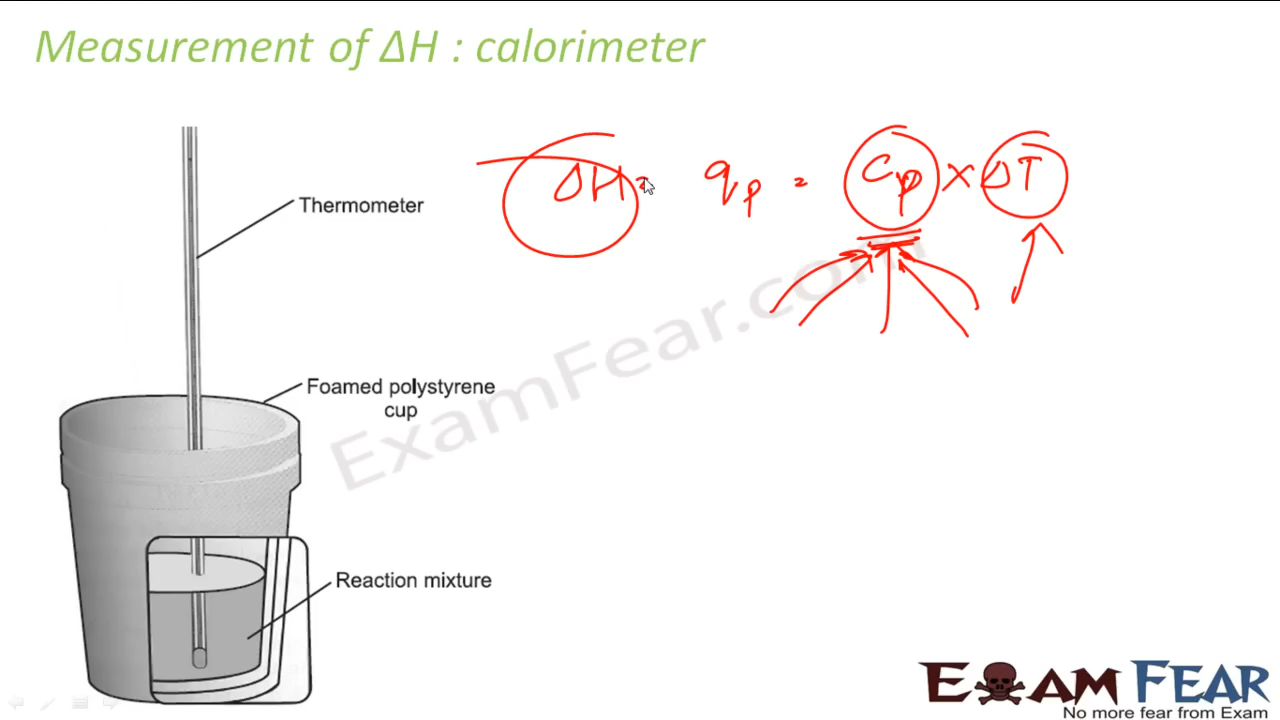 Measurement of ΔH : calorimeter
ΔH = qp = Cp × ΔT
Thermometer
Foamed polystyrene
cup
Reaction mixture
ExamFear.com
EXAM FEAR
No more fear from Exam